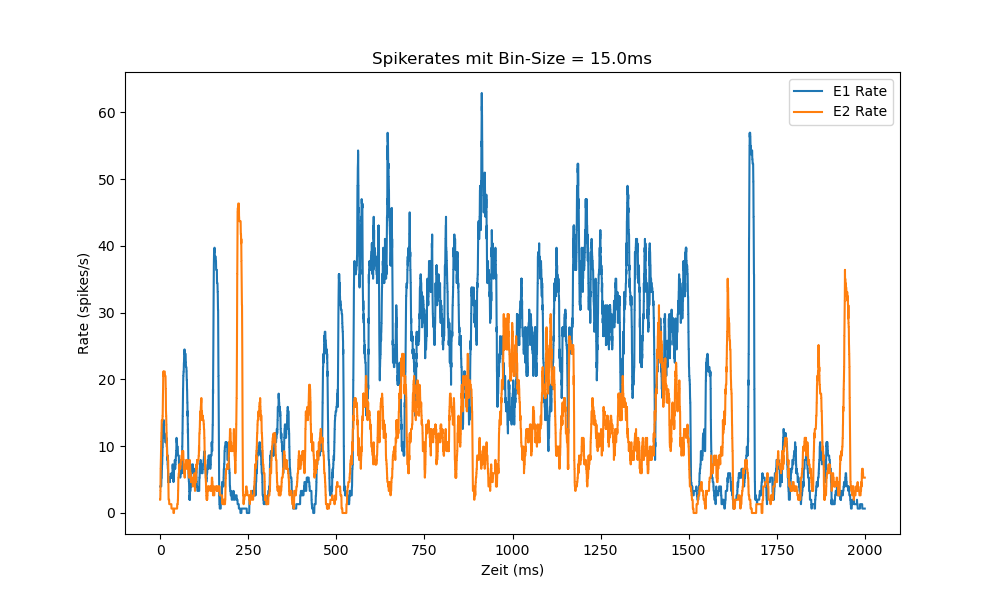 Spikerates mit Bin-Size = 15.0ms
E1 Rate
E2 Rate
Rate (spikes/s)
60
50
40
30
20
10
0
0 250 500 750 1000 1250 1500 1750 2000
Zeit (ms)